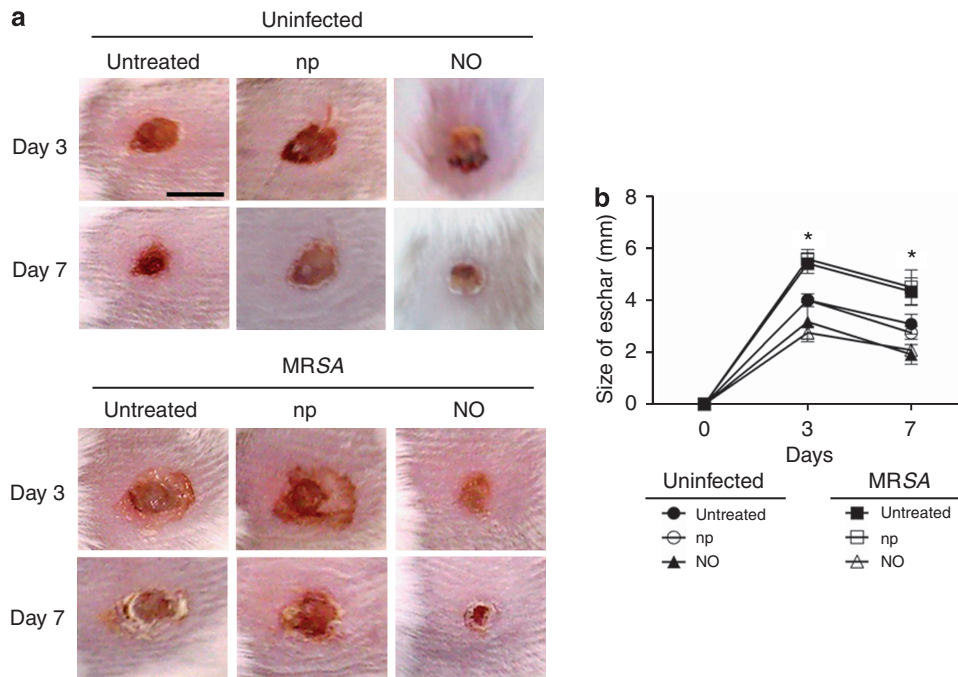 a
Uninfected
Untreated np NO
Day 3
Day 7
MRSA
Untreated np NO
Day 3
Day 7
b
Size of eschar (mm)
8
6
4
2
0
* *
0 3 7
Days
Uninfected MRSA
Untreated Untreated
np np
NO NO